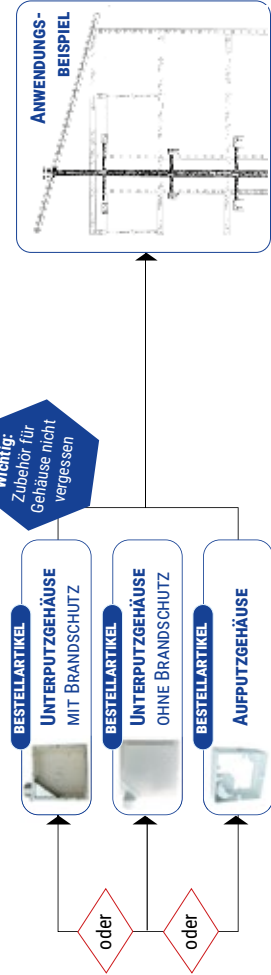 oder
oder
BESTELLARTIKEL
UNTERPUTZGEHÄUSE
MIT BRANDSCHUTZ
BESTELLARTIKEL
UNTERPUTZGEHÄUSE
OHNE BRANDSCHUTZ
BESTELLARTIKEL
AUFPUTZGEHÄUSE
Wichtig:
Zubehör für
Gehäuse nicht
vergessen
ANWENDUNGS-
BEISPIEL